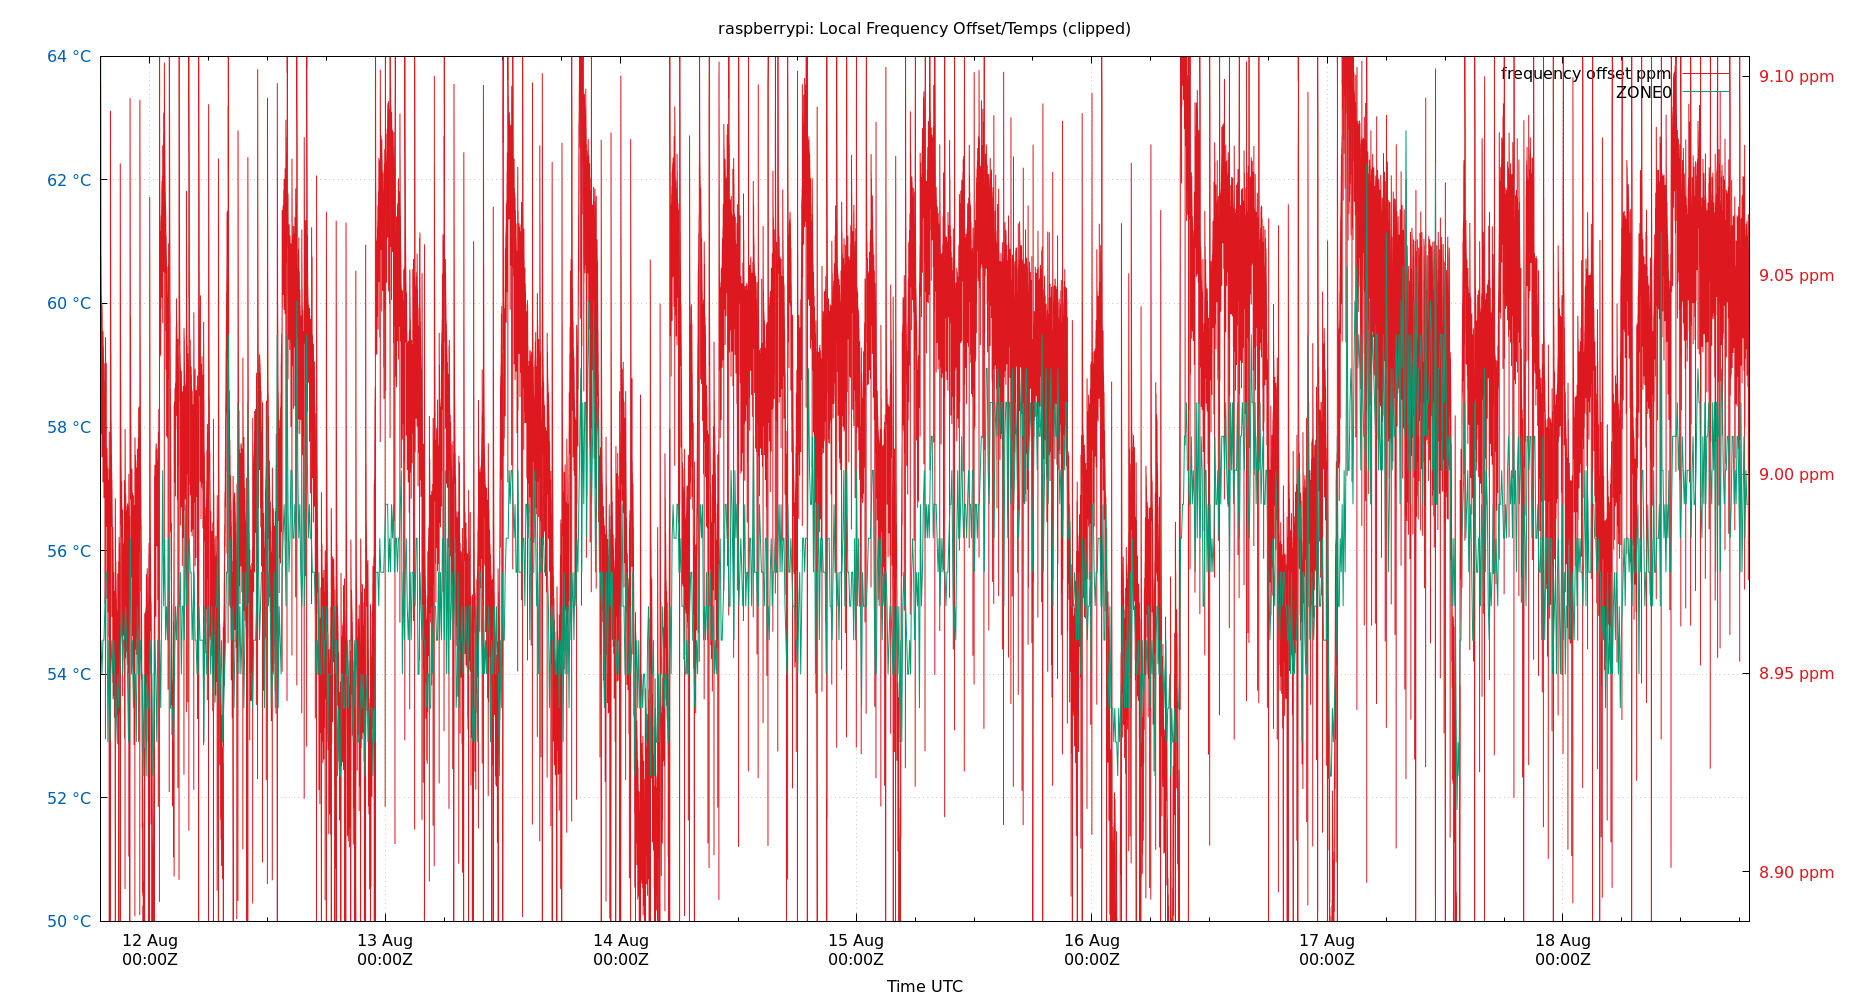 raspberrypi: Local Frequency Offset/Temps (clipped)
64 °C
62 °C
60 °C
58 °C
56 °C
54 °C
52 °C
50 °C
frequency offset ppm
ZONE0
9.10 ppm
9.05 ppm
9.00 ppm
8.95 ppm
8.90 ppm
12 Aug
00:00Z
13 Aug
00:00Z
14 Aug
00:00Z
15 Aug
00:00Z
16 Aug
00:00Z
17 Aug
00:00Z
18 Aug
00:00Z
Time UTC